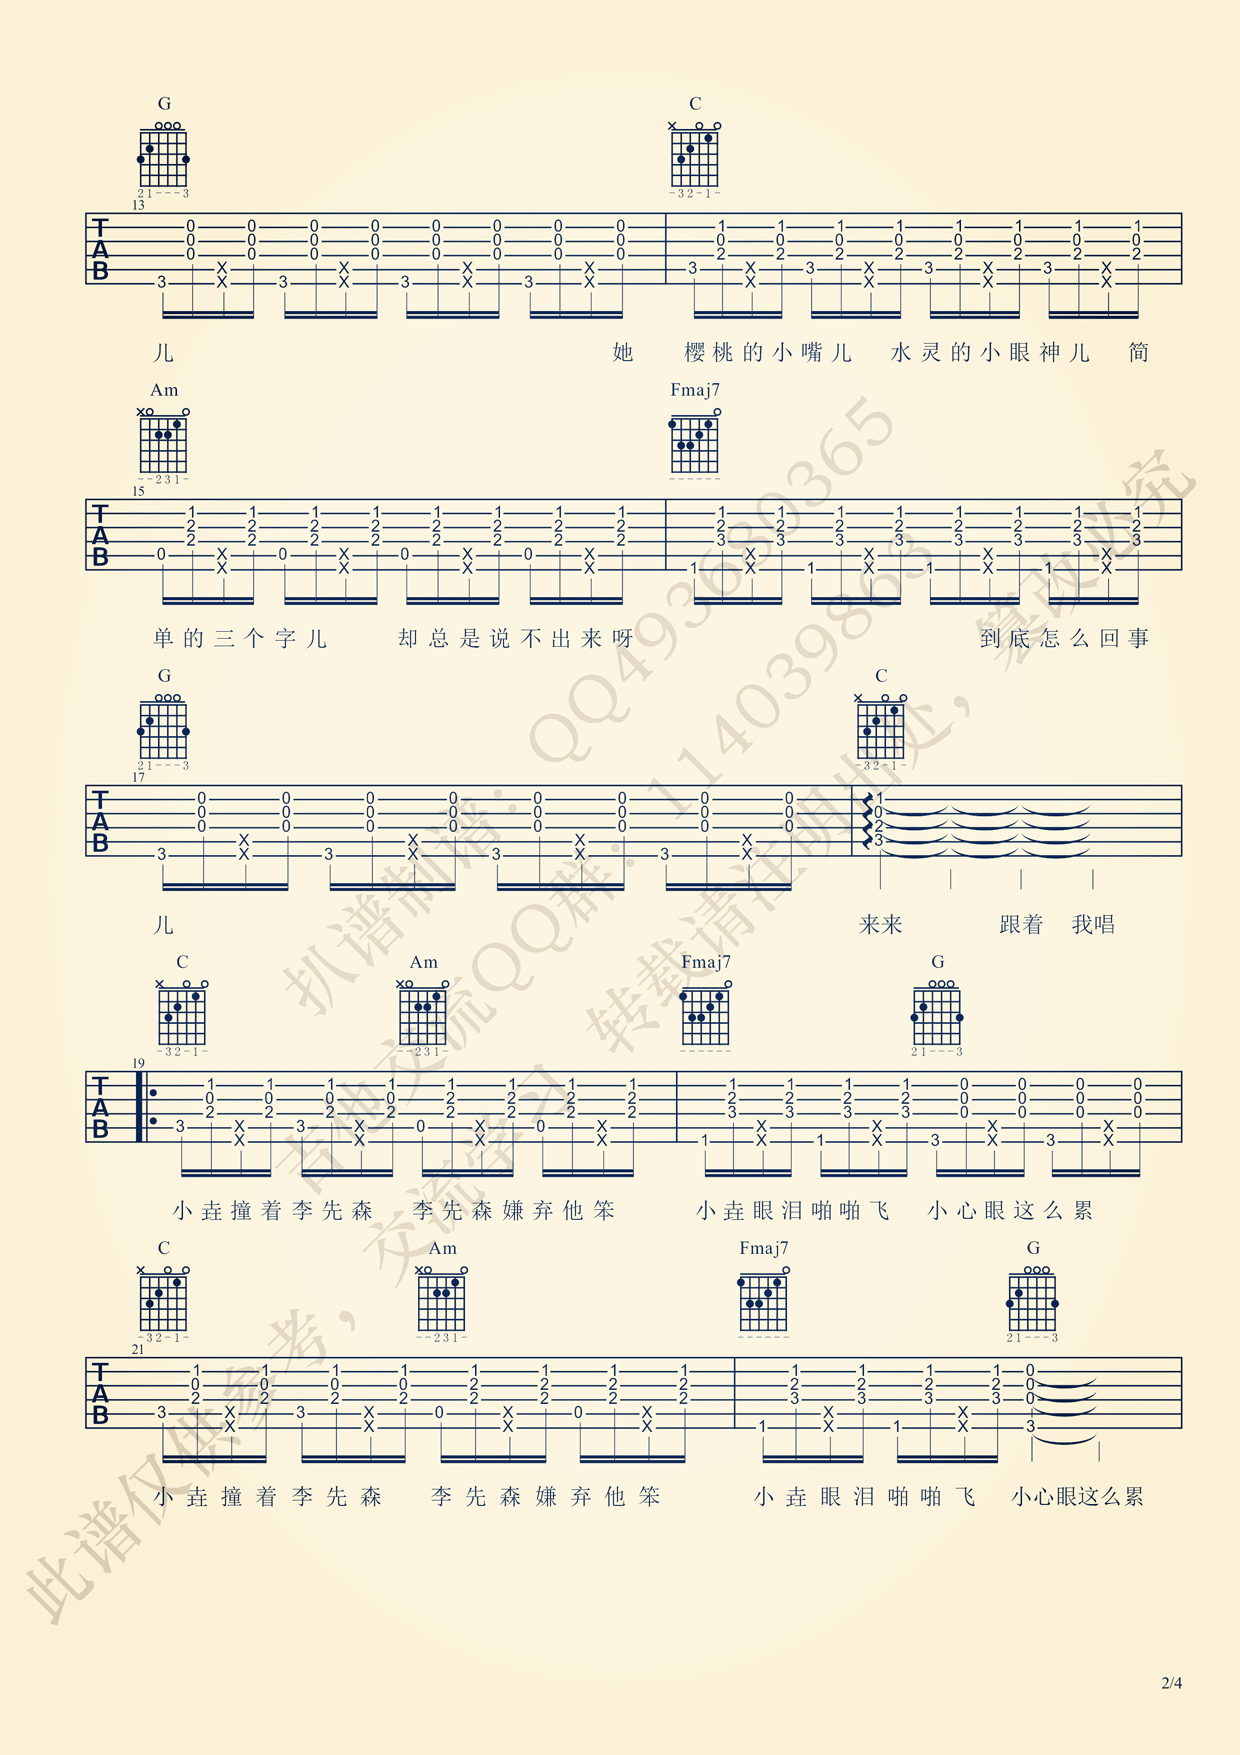 G C
21---3 -32-1-
13
儿 她 樱桃的小嘴儿 水灵的小眼神儿 简
Am Fmaj7
--231- ------
15
单的三个字儿 却总是说不出来呀 到底怎么回事
G C
21---3 -32-1-
17
儿 来来 跟着 我唱
C Am Fmaj7 G
-32-1- --231- ------ 21---3
19
小垚撞着李先森 李先森嫌弃他笨 小垚眼泪啪啪飞 小心眼这么累
C Am Fmaj7 G
-32-1- --231- ------ 21---3
21
小垚撞着李先森 李先森嫌弃他笨 小垚眼泪啪啪飞 小心眼这么累
扒谱制谱：QQ493680365
吉他交流QQ群：114039863
此谱仅供参考，交流学习 转载请注明出处，篡改必究
2/4